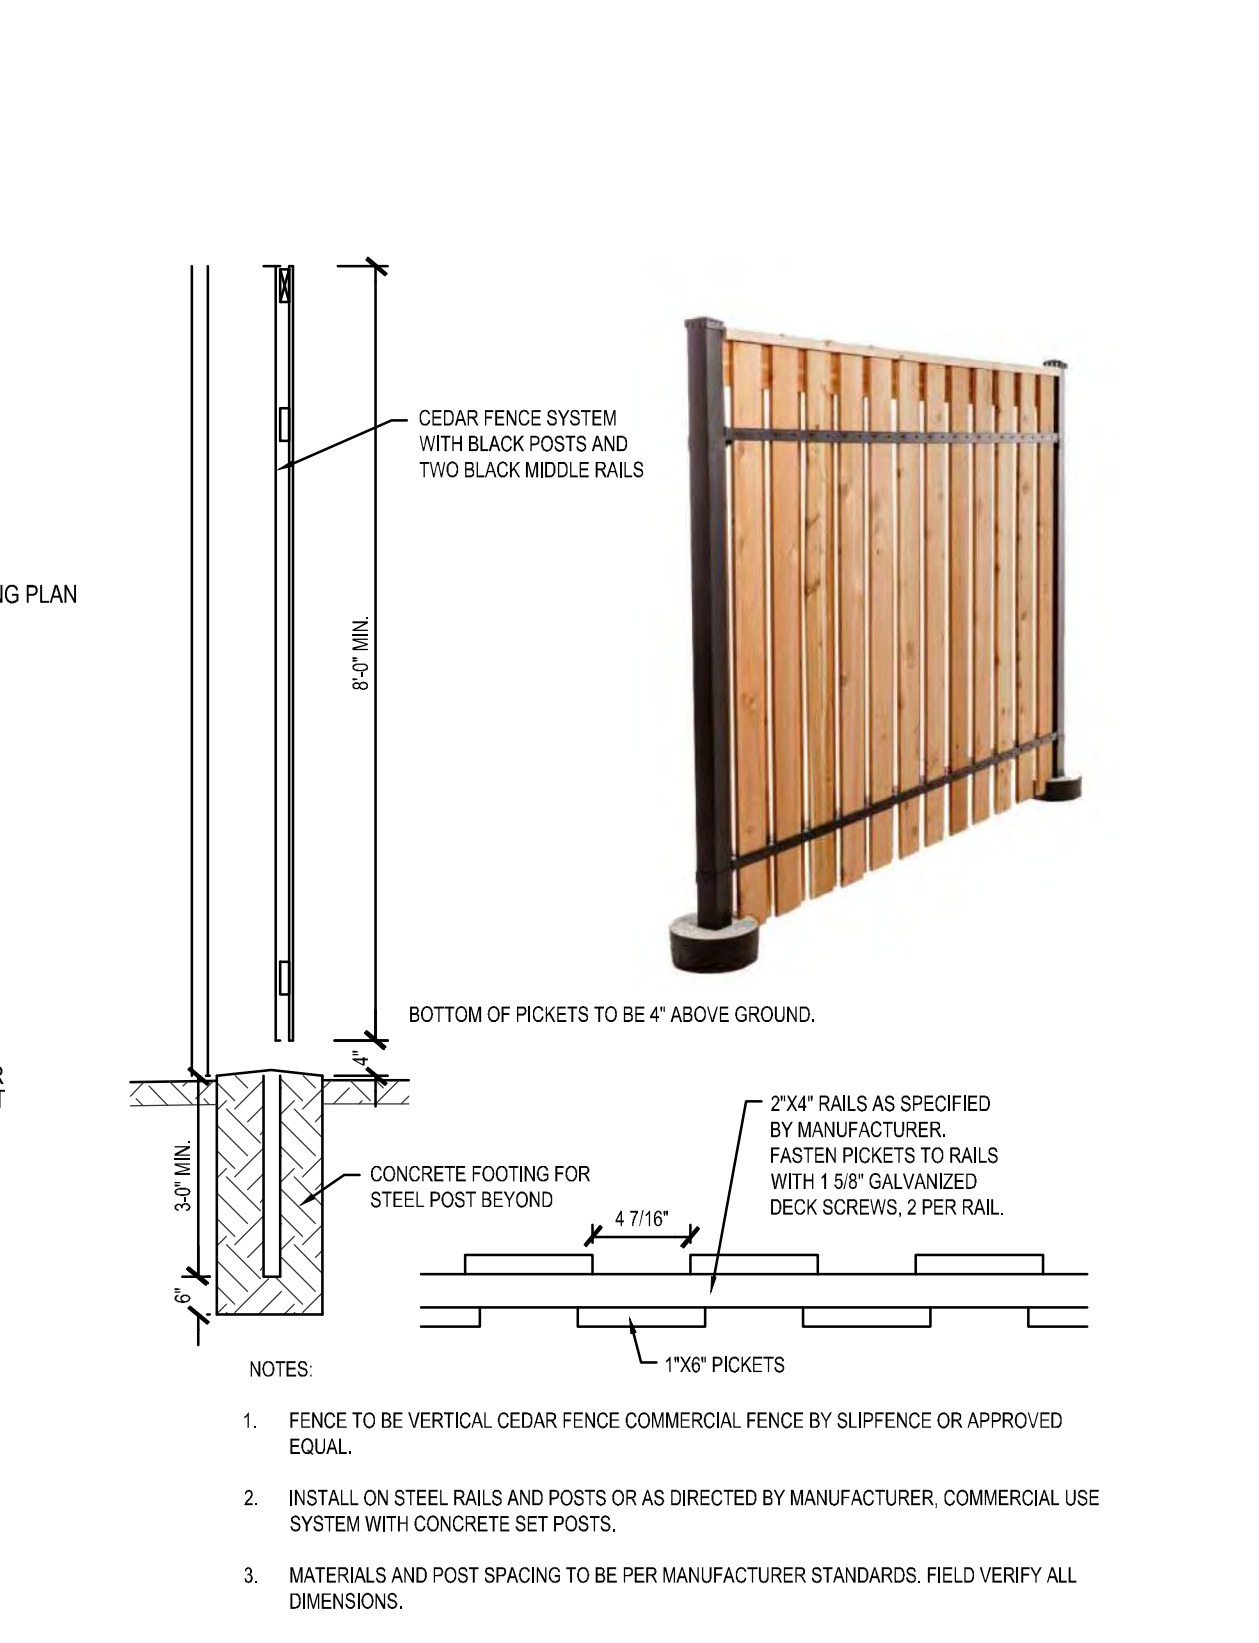 CEDAR FENCE SYSTEM
WITH BLACK POSTS AND
TWO BLACK MIDDLE RAILS
8'-0" MIN.
NG PLAN
BOTTOM OF PICKETS TO BE 4" ABOVE GROUND.
4"
3-0" MIN.
6"
CONCRETE FOOTING FOR
STEEL POST BEYOND
2"X4" RAILS AS SPECIFIED
BY MANUFACTURER.
FASTEN PICKETS TO RAILS
WITH 1 5/8" GALVANIZED
DECK SCREWS, 2 PER RAIL.
4 7/16"
1"X6" PICKETS
NOTES:
1. FENCE TO BE VERTICAL CEDAR FENCE COMMERCIAL FENCE BY SLIPFENCE OR APPROVED
EQUAL.
2. INSTALL ON STEEL RAILS AND POSTS OR AS DIRECTED BY MANUFACTURER, COMMERCIAL USE
SYSTEM WITH CONCRETE SET POSTS.
3. MATERIALS AND POST SPACING TO BE PER MANUFACTURER STANDARDS. FIELD VERIFY ALL
DIMENSIONS.